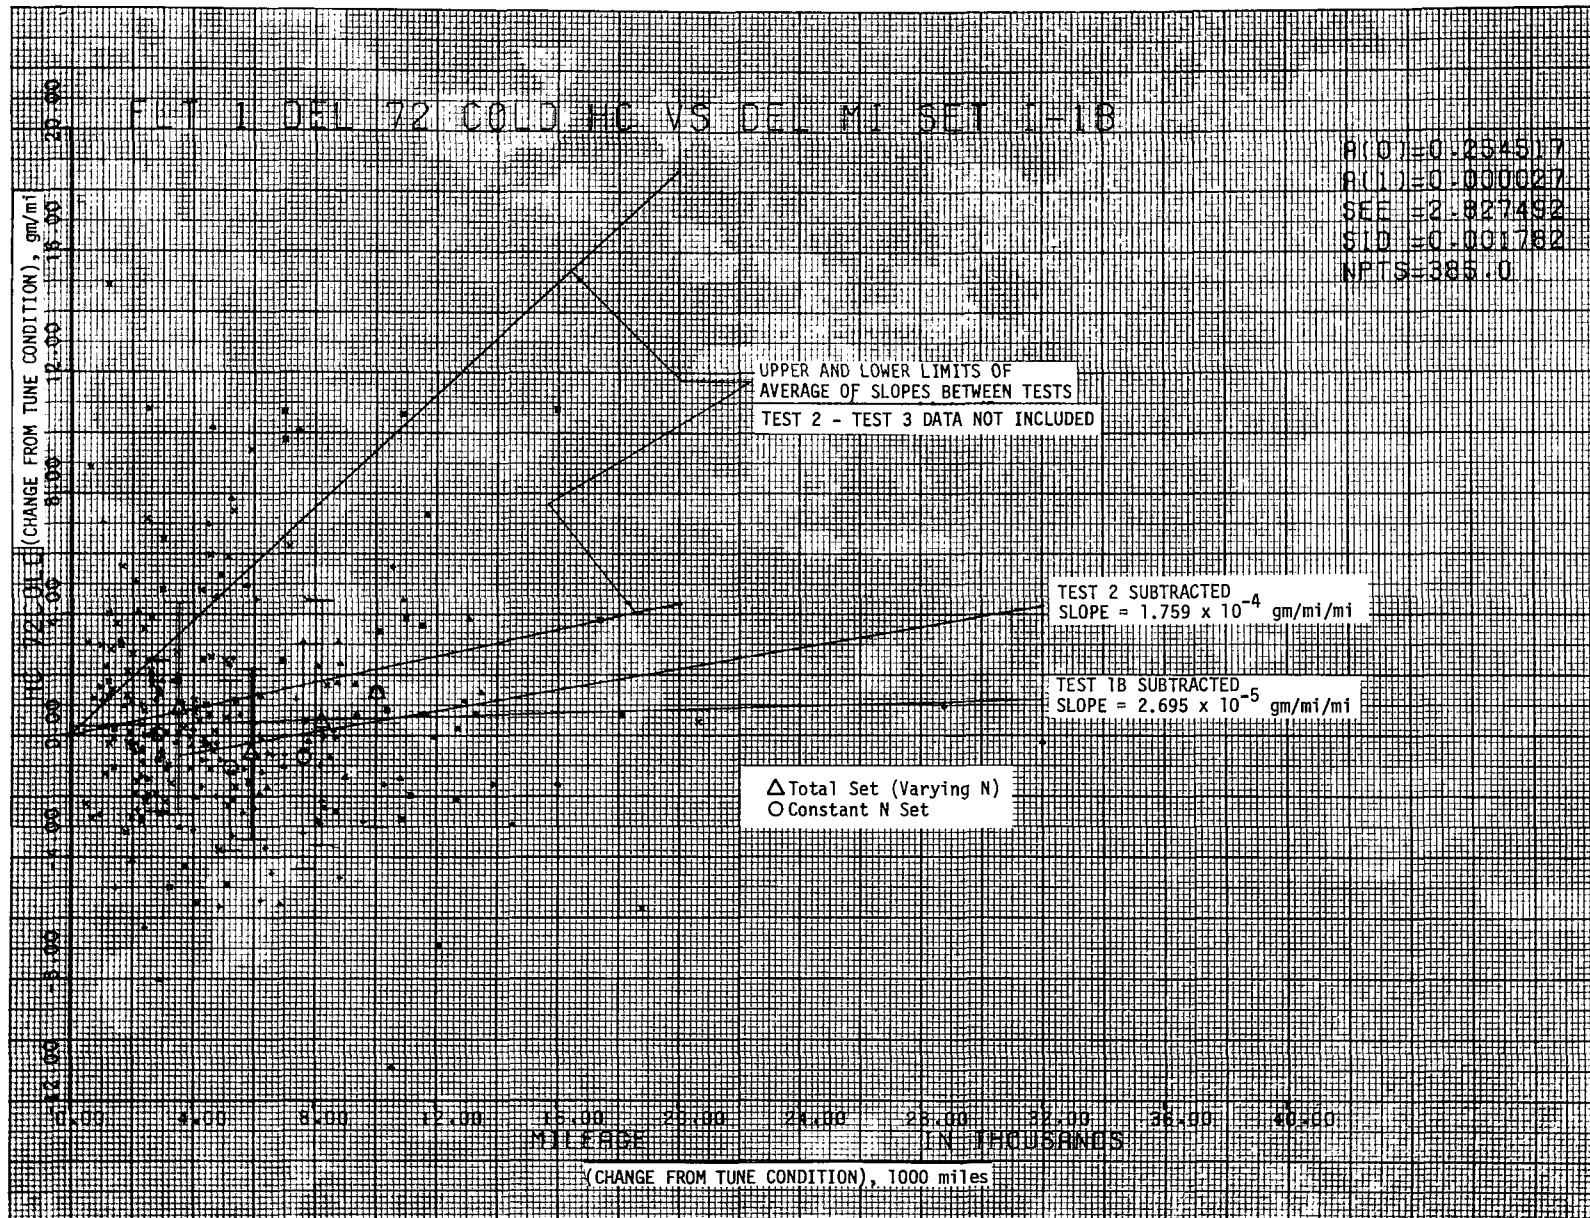 FLT 1 DEL 72 COLD HC VS DEL MI SET 1-1B
A(0)=0.254517
A(1)=0.000027
SEE =2.827492
SID =0.001782
NPTS=385.0
HC 72COLD (CHANGE FROM TUNE CONDITION), gm/mi
20.00
16.00
12.00
8.00
4.00
0.00
-4.00
-8.00
-12.00
UPPER AND LOWER LIMITS OF
AVERAGE OF SLOPES BETWEEN TESTS
TEST 2 - TEST 3 DATA NOT INCLUDED
TEST 2 SUBTRACTED
SLOPE = 1.759 x 10⁻⁴ gm/mi/mi
TEST 1B SUBTRACTED
SLOPE = 2.695 x 10⁻⁵ gm/mi/mi
△ Total Set (Varying N)
○ Constant N Set
0.00 4.00 8.00 12.00 16.00 20.00 24.00 28.00 32.00 36.00 40.00
MILEAGE IN THOUSANDS
(CHANGE FROM TUNE CONDITION), 1000 miles